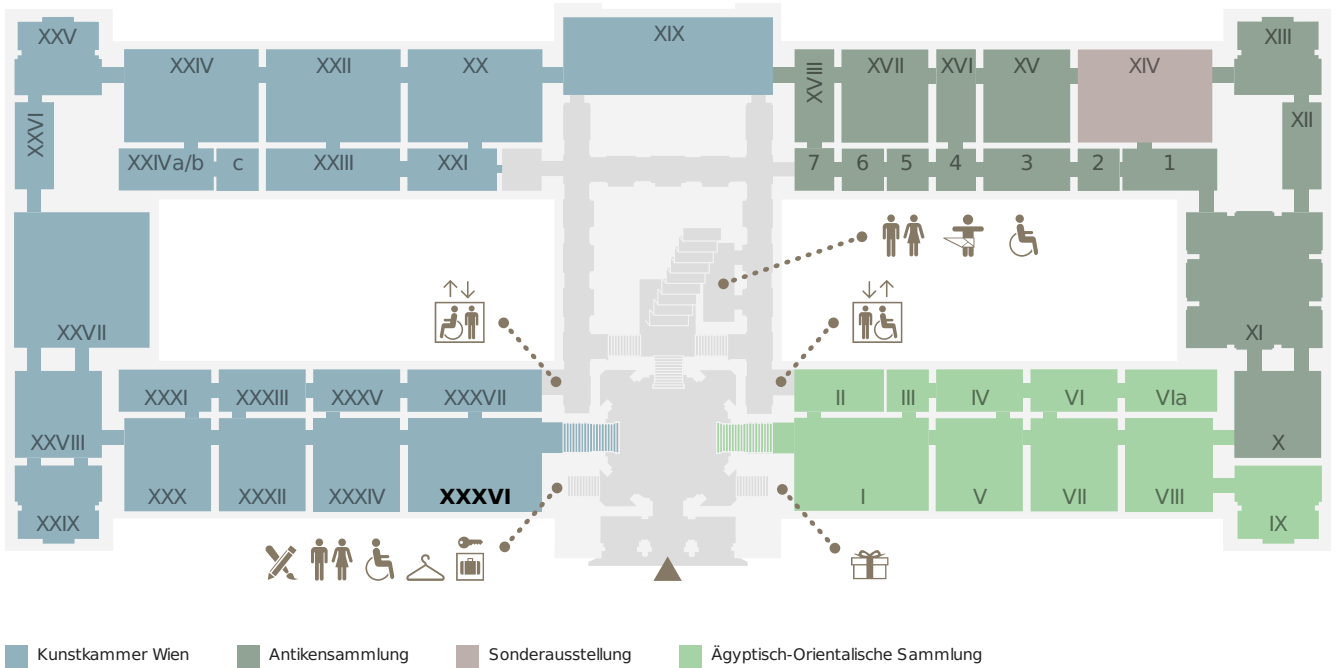 XXV
XXIV
XXII
XX
XIX
XVIII
XVII
XVI
XV
XIV
XIII
XXVI
XII
XXIVa/b
c
XXIII
XXI
7
6
5
4
3
2
1
XXVII
XI
XXXI
XXXIII
XXXV
XXXVII
II
III
IV
VI
VIa
XXVIII
X
XXX
XXXII
XXXIV
XXXVI
I
V
VII
VIII
XXIX
IX
Kunstkammer Wien
Antikensammlung
Sonderausstellung
Ägyptisch-Orientalische Sammlung